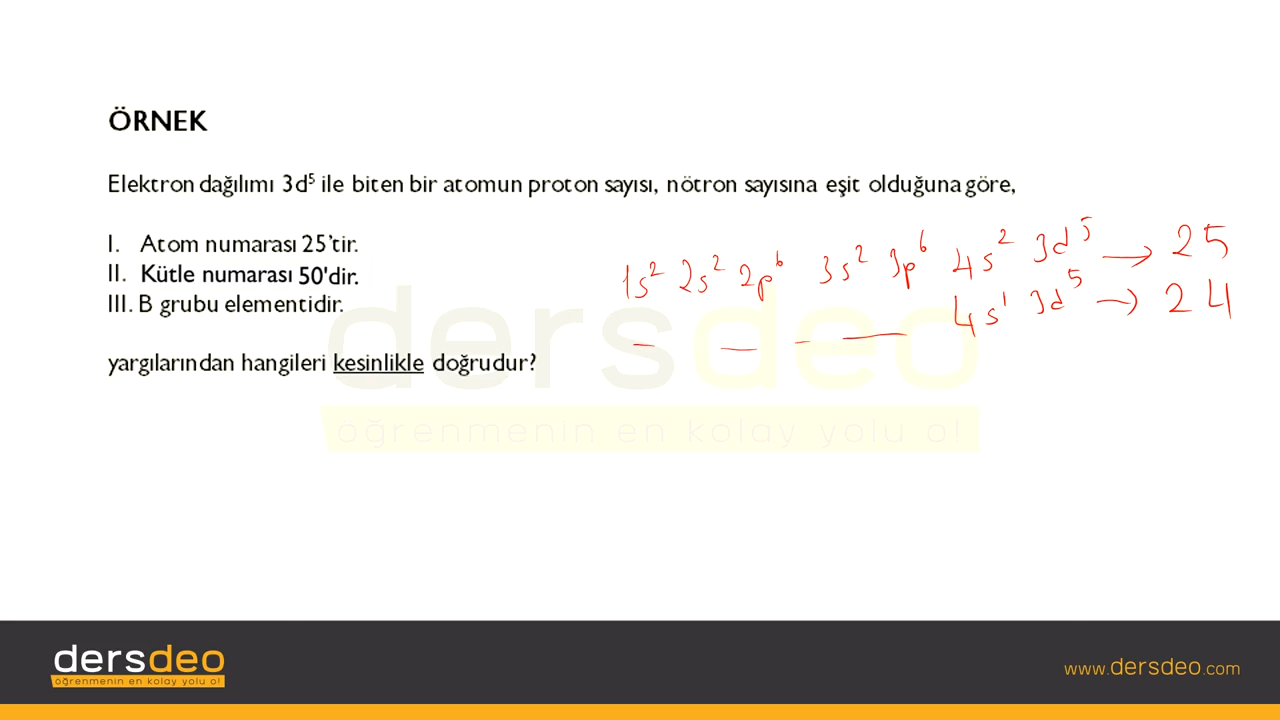 ÖRNEK
Elektron dağılımı 3d⁵ ile biten bir atomun proton sayısı, nötron sayısına eşit olduğuna göre,
I. Atom numarası 25'tir.
II. Kütle numarası 50'dir.
III. B grubu elementidir.
yargılarından hangileri kesinlikle doğrudur?
1s² 2s² 2p⁶ 3s² 3p⁶ 4s² 3d⁵ → 25
4s¹ 3d⁵ → 24
dersdeo
öğrenmenin en kolay yolu o!
dersdeo
öğrenmenin en kolay yolu o!
www.dersdeo.com